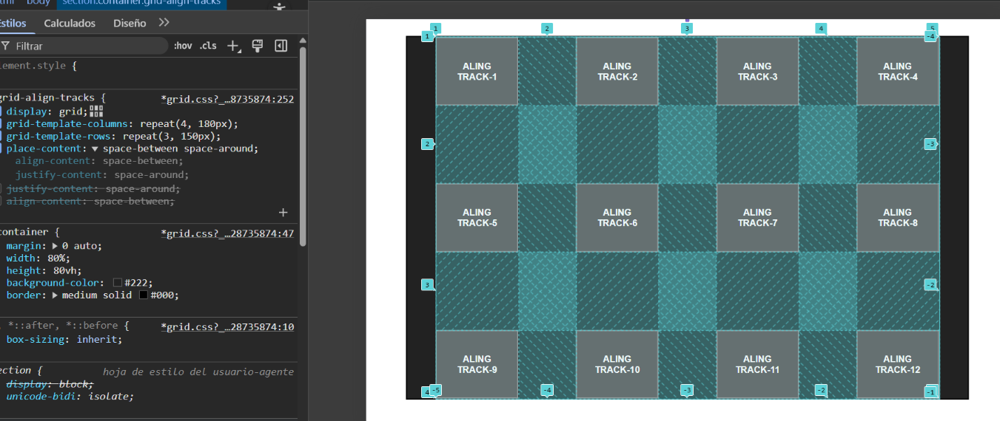 html body section.container.grid-align-tracks
Estilos Calculados Diseño >>
Filtrar :hov .cls
element.style {
grid-align-tracks { *grid.css?_…8735874:252
display: grid;
grid-template-columns: repeat(4, 180px);
grid-template-rows: repeat(3, 150px);
place-content: space-between space-around;
align-content: space-between;
justify-content: space-around;
justify-content: space-around;
align-content: space-between;
container { *grid.css?_…28735874:47
margin: 0 auto;
width: 80%;
height: 80vh;
background-color: #222;
border: medium solid #000;
, *::after, *::before { *grid.css?_…28735874:10
box-sizing: inherit;
ection { hoja de estilo del usuario-agente
display: block;
unicode-bidi: isolate;
1 2 3 4 5
1 -4
ALING
TRACK-1
ALING
TRACK-2
ALING
TRACK-3
ALING
TRACK-4
2 -3
ALING
TRACK-5
ALING
TRACK-6
ALING
TRACK-7
ALING
TRACK-8
3 -2
ALING
TRACK-9
ALING
TRACK-10
ALING
TRACK-11
ALING
TRACK-12
4 -5 -4 -3 -2 -1